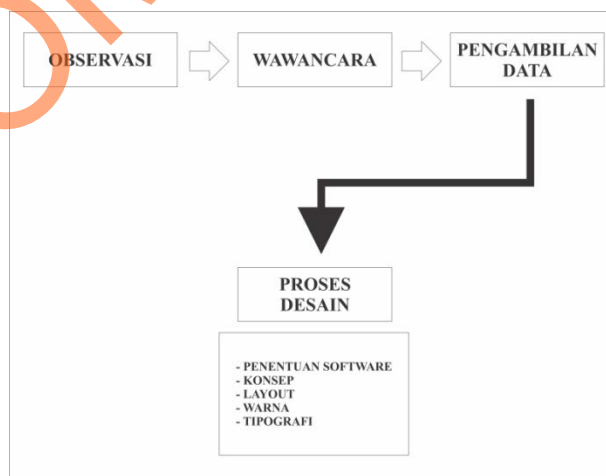 OBSERVASI
WAWANCARA
PENGAMBILAN
DATA
PROSES
DESAIN
- PENENTUAN SOFTWARE
- KONSEP
- LAYOUT
- WARNA
- TIPOGRAFI